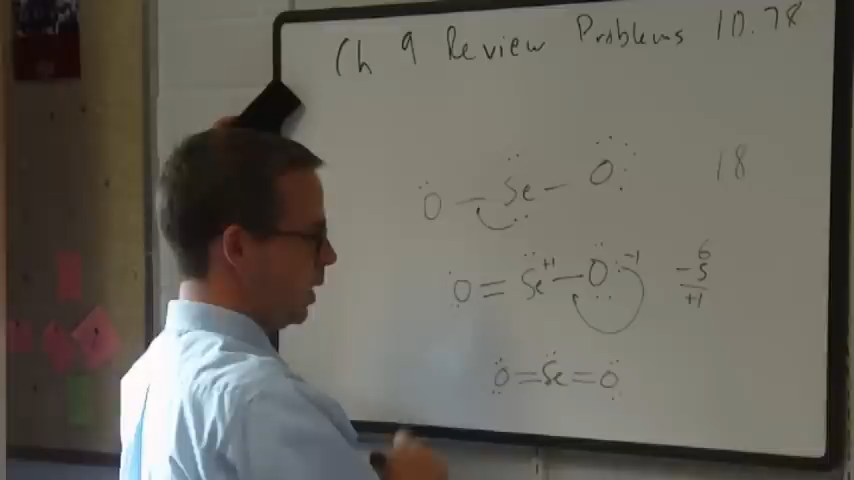 Ch 9 Review Problems 10.78
O - Se - O 18
O = Se +1 - O -1
6
- 5
+1
O = Se = O